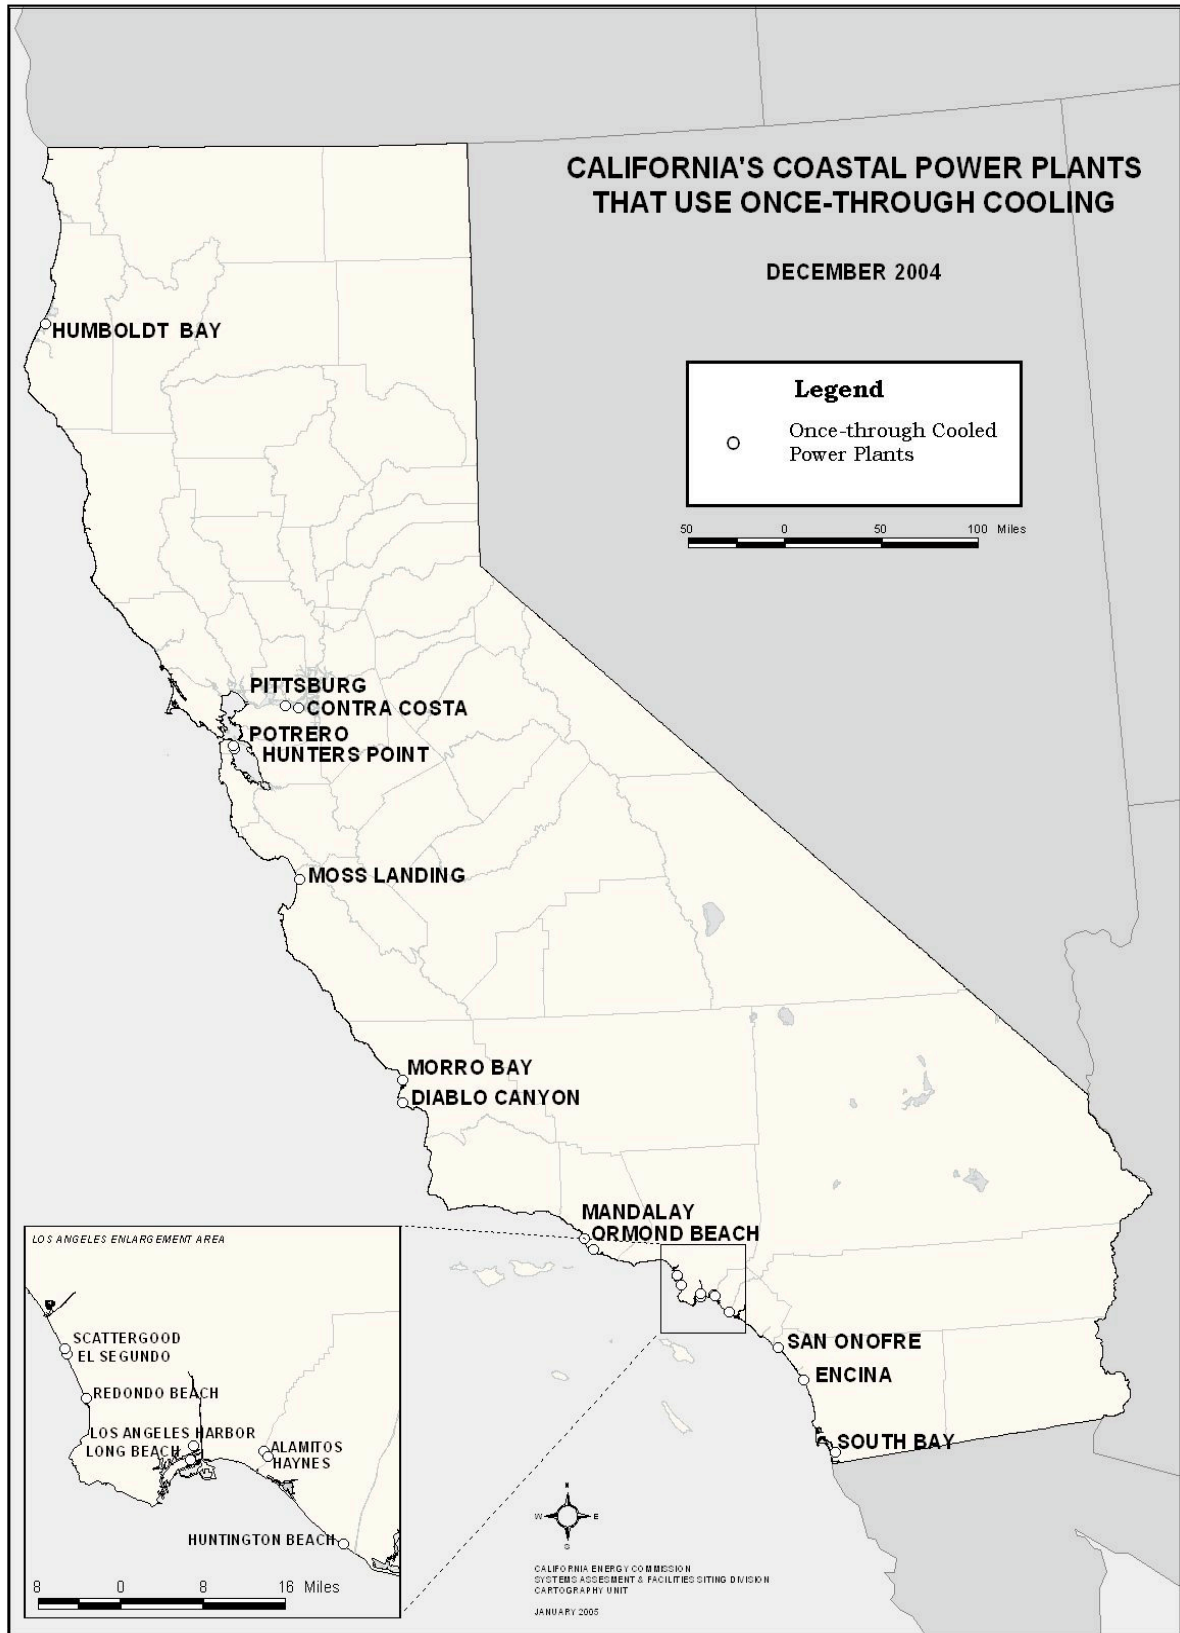 CALIFORNIA'S COASTAL POWER PLANTS
THAT USE ONCE-THROUGH COOLING
DECEMBER 2004
HUMBOLDT BAY
Legend
Once-through Cooled
Power Plants
50 0 50 100 Miles
PITTSBURG
CONTRA COSTA
POTRERO
HUNTERS POINT
MOSS LANDING
MORRO BAY
DIABLO CANYON
MANDALAY
ORMOND BEACH
SAN ONOFRE
ENCINA
SOUTH BAY
LOS ANGELES ENLARGEMENT AREA
SCATTERGOOD
EL SEGUNDO
REDONDO BEACH
LOS ANGELES HARBOR
LONG BEACH
ALAMITOS
HAYNES
HUNTINGTON BEACH
8 0 8 16 Miles
W E
S
CALIFORNIA ENERGY COMMISSION
SYSTEMS ASSESMENT & FACILITIES SITING DIVISION
CARTOGRAPHY UNIT
JANUARY 2005